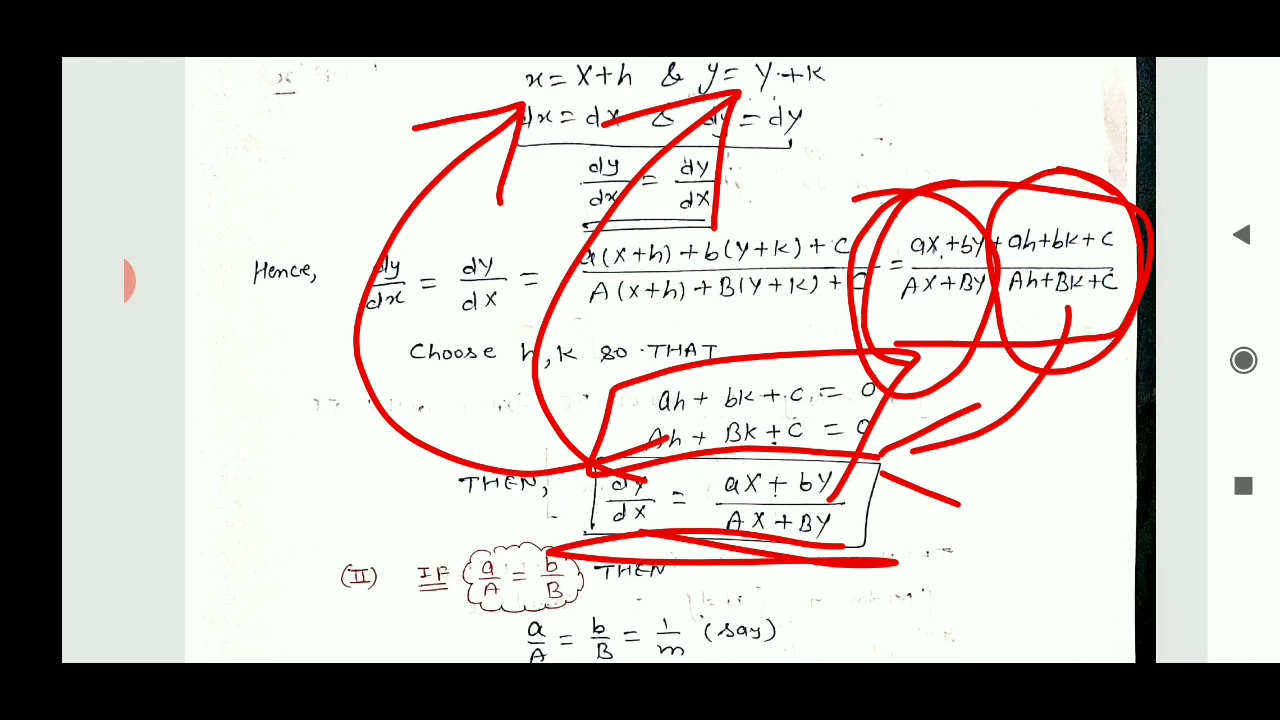 x = X+h & y = Y+k
dx = dX & dy = dY
dy/dx = dY/dX
Hence, dy/dx = dY/dX = a(X+h)+b(Y+k)+c / A(X+h)+B(Y+k)+C = aX+bY+ah+bk+c / AX+BY+Ah+Bk+C
Choose h,k so THAT
ah + bk + c = 0
Ah + Bk + C = 0
THEN, dY/dX = aX + bY / AX + BY
(II) IF a/A = b/B THEN
a/A = b/B = 1/m (say)